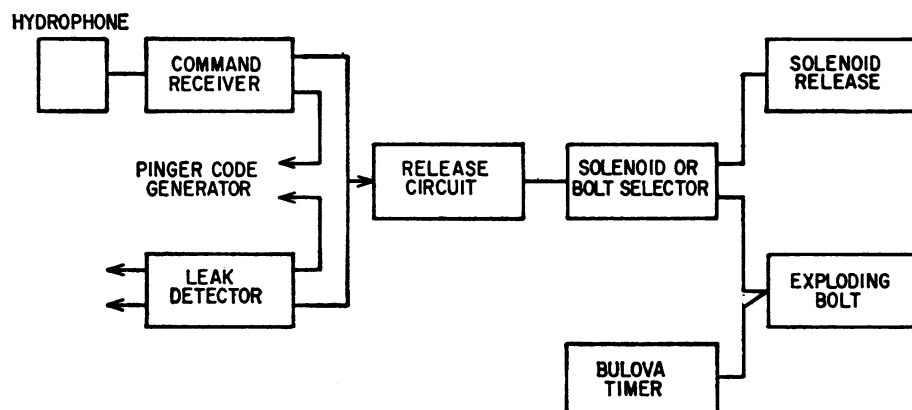 HYDROPHONE
COMMAND
RECEIVER
SOLENOID
RELEASE
PINGER CODE
GENERATOR
RELEASE
CIRCUIT
SOLENOID OR
BOLT SELECTOR
LEAK
DETECTOR
EXPLODING
BOLT
BULOVA
TIMER